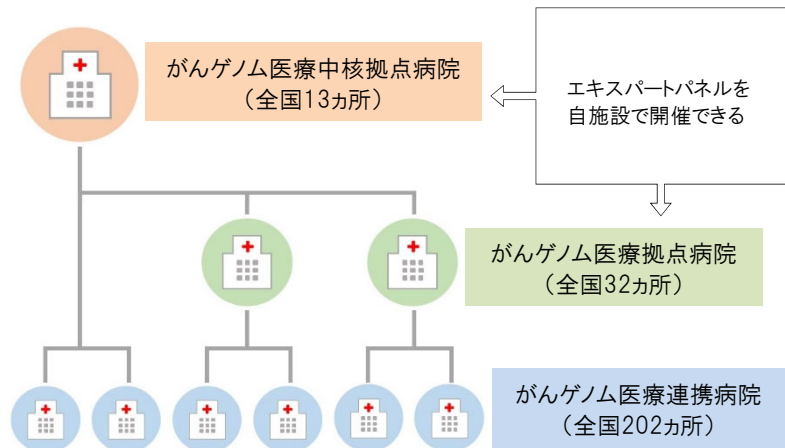 がんゲノム医療中核拠点病院
（全国13ヵ所）
エキスパートパネルを
自施設で開催できる
がんゲノム医療拠点病院
（全国32ヵ所）
がんゲノム医療連携病院
（全国202ヵ所）